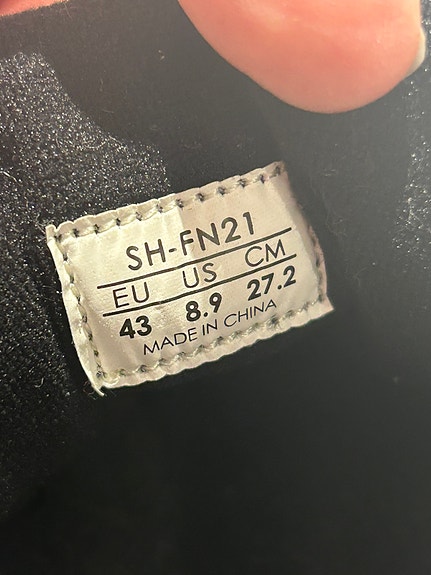 SH-FN21
EU US CM
43 8.9 27.2
MADE IN CHINA